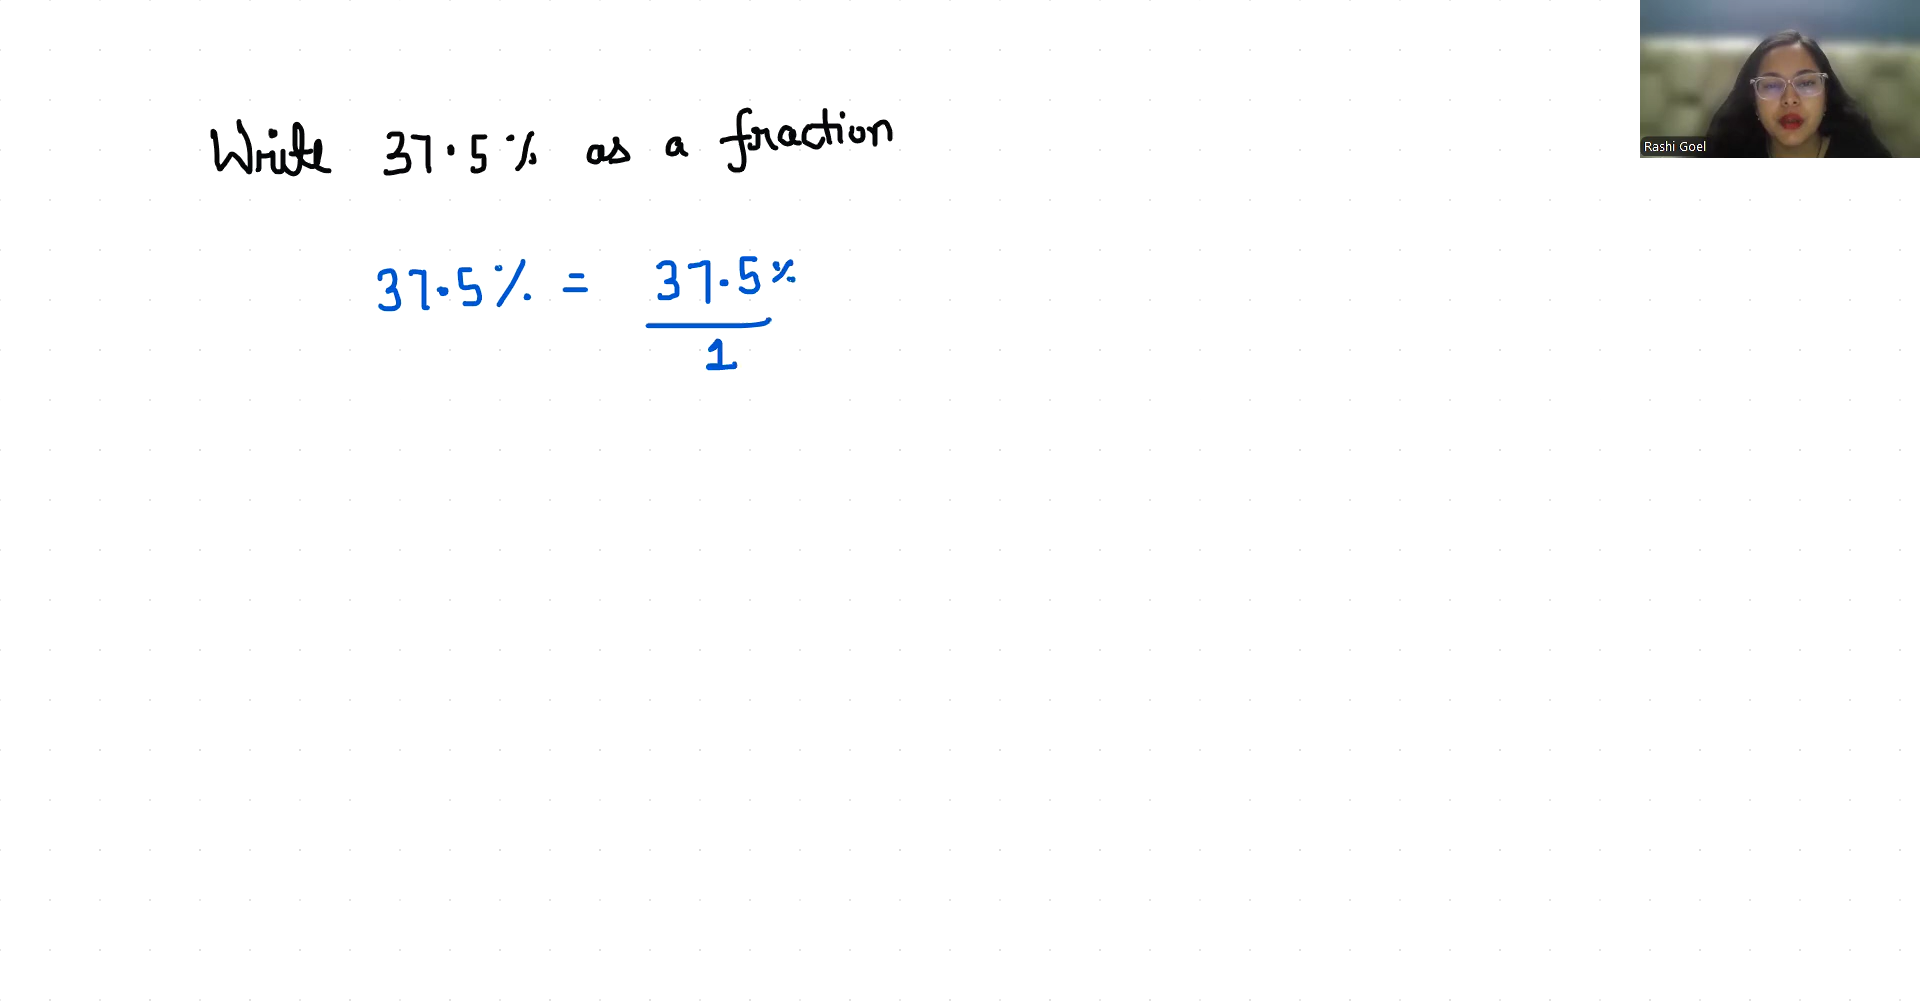 Write 37.5% as a fraction
Rashi Goel
37.5% = 37.5%
1